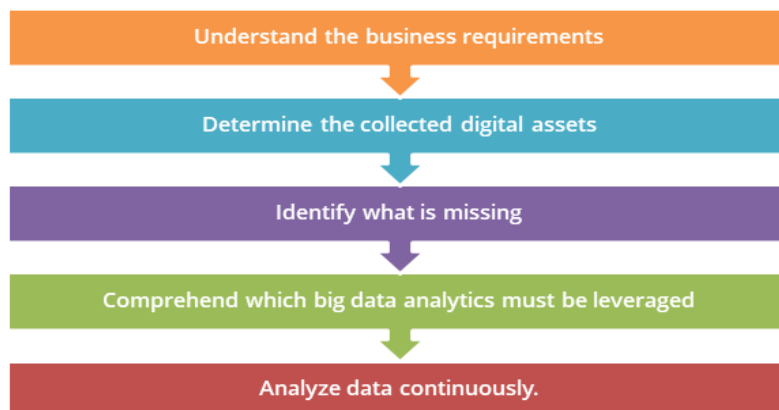 Understand the business requirements
Determine the collected digital assets
Identify what is missing
Comprehend which big data analytics must be leveraged
Analyze data continuously.